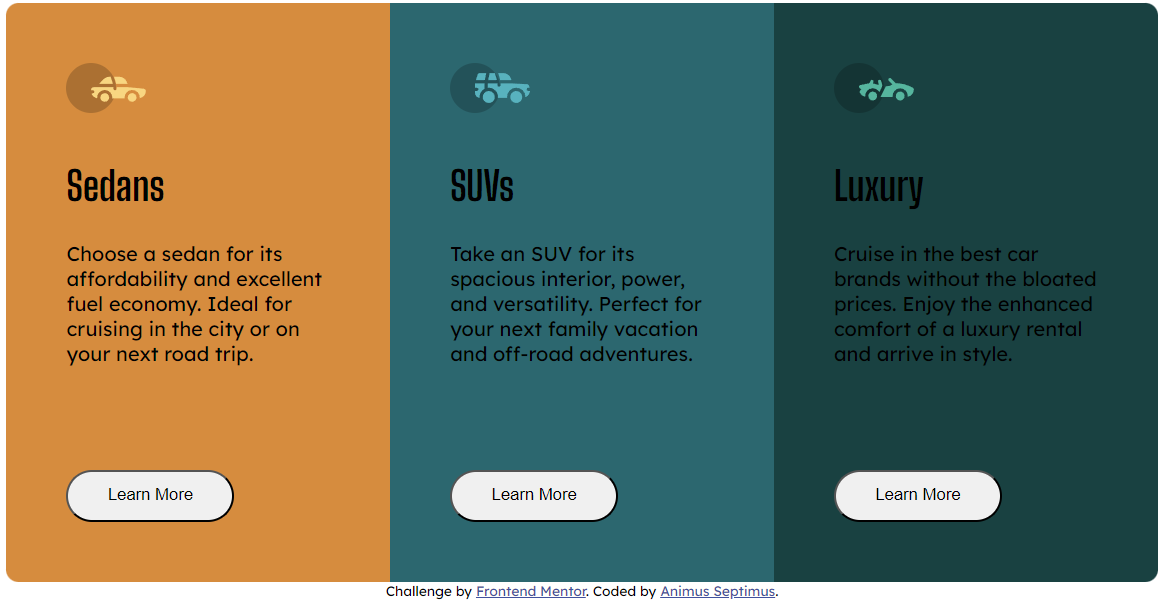 Sedans
Choose a sedan for its
affordability and excellent
fuel economy. Ideal for
cruising in the city or on
your next road trip.
Learn More
SUVs
Take an SUV for its
spacious interior, power,
and versatility. Perfect for
your next family vacation
and off-road adventures.
Learn More
Luxury
Cruise in the best car
brands without the bloated
prices. Enjoy the enhanced
comfort of a luxury rental
and arrive in style.
Learn More
Challenge by Frontend Mentor. Coded by Animus Septimus.